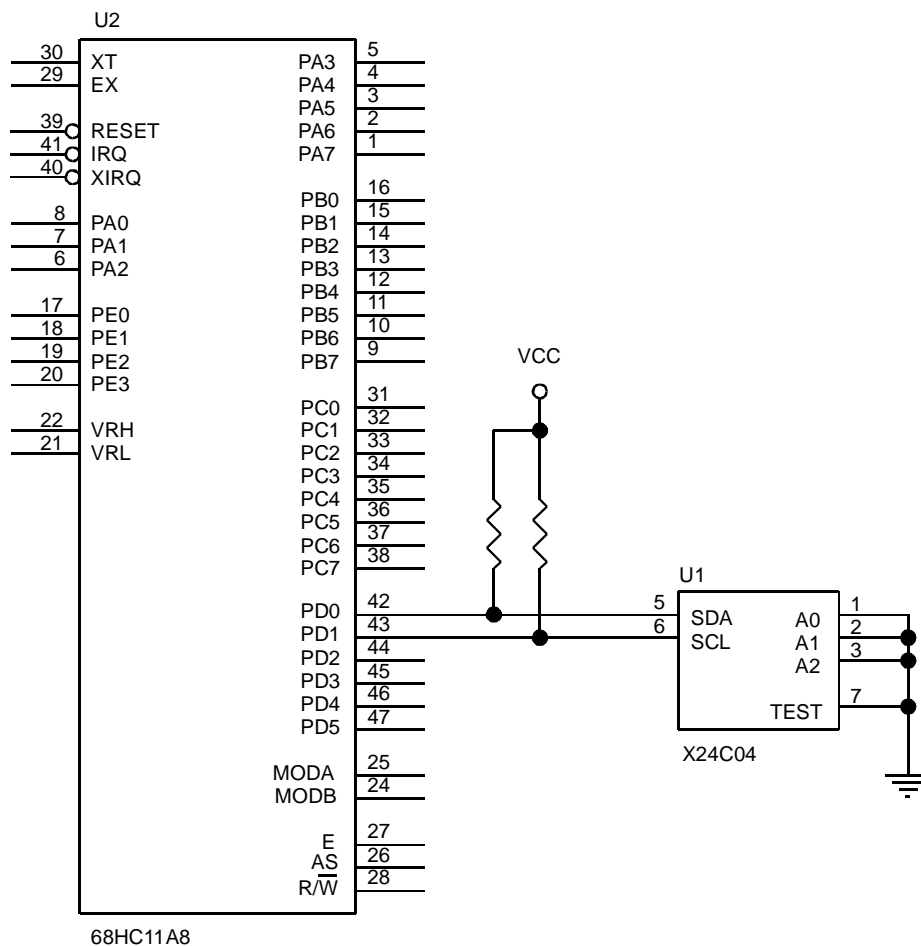 U2
30 XT PA3 5
29 EX PA4 4
PA5 3
39 RESET PA6 2
41 IRQ PA7 1
40 XIRQ
PB0 16
8 PA0 PB1 15
7 PA1 PB2 14
6 PA2 PB3 13
PB4 12
17 PE0 PB5 11
18 PE1 PB6 10
19 PE2 PB7 9
20 PE3
VCC
PC0 31
22 VRH PC1 32
21 VRL PC2 33
PC3 34
PC4 35
PC5 36
PC6 37
PC7 38
U1
PD0 42 5 SDA A0 1
PD1 43 6 SCL A1 2
PD2 44 A2 3
PD3 45
PD4 46 TEST 7
PD5 47
X24C04
MODA 25
MODB 24
E 27
AS 26
R/W 28
68HC11A8